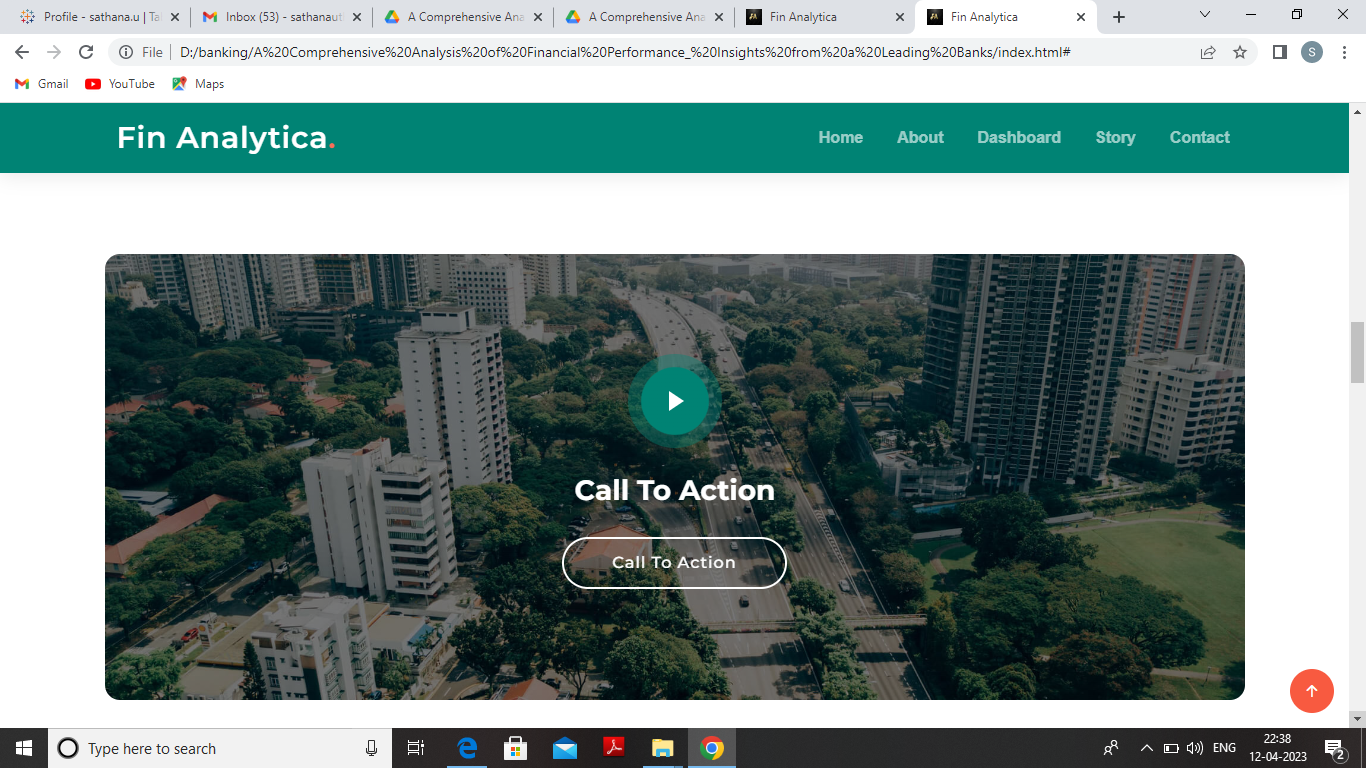 Profile - sathana.u | Ta
Inbox (53) - sathanaut
A Comprehensive Ana
A Comprehensive Ana
Fin Analytica
Fin Analytica
File
D:/banking/A%20Comprehensive%20Analysis%20of%20Financial%20Performance_%20Insights%20from%20a%20Leading%20Banks/index.html#
S
Gmail
YouTube
Maps
Fin Analytica.
Home
About
Dashboard
Story
Contact
Call To Action
Call To Action
Type here to search
ENG
22:38
12-04-2023
2